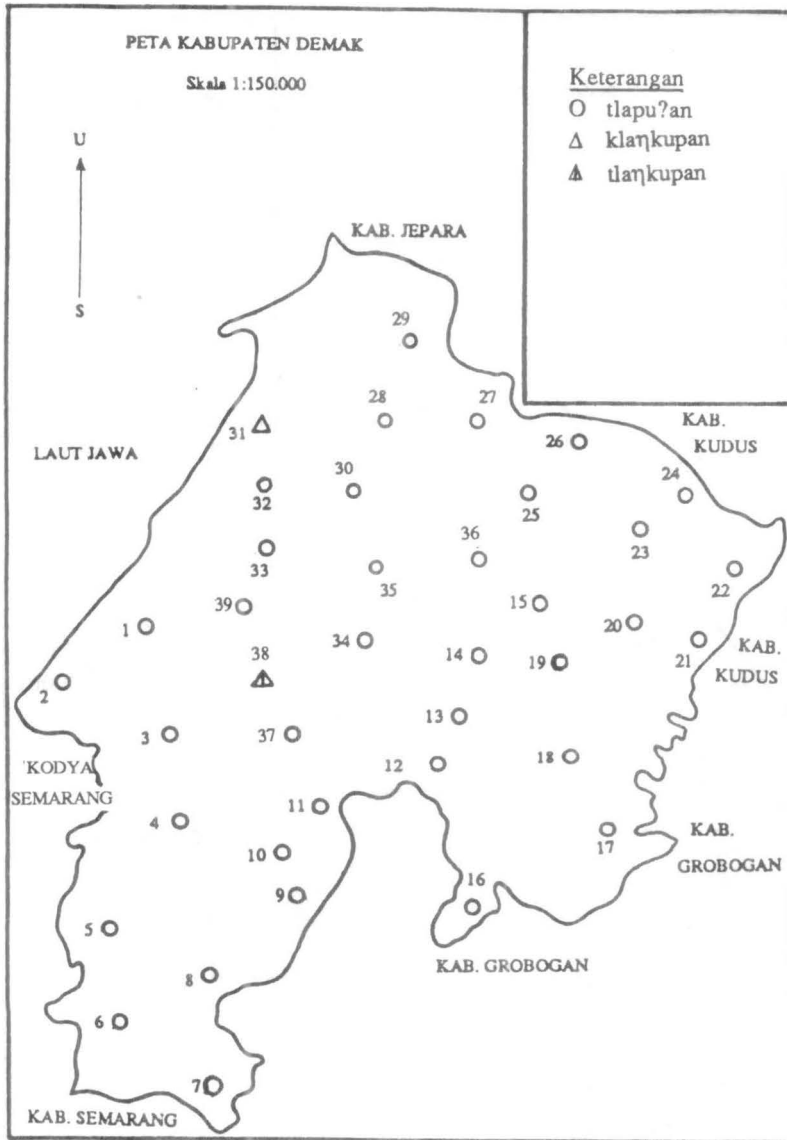 PETA KABUPATEN DEMAK
Skala 1:150.000
Keterangan
O tlapu?an
Δ klaηkupan
tlaηkupan
U
S
KAB. JEPARA
29
28
27
31
26
KAB.
KUDUS
LAUT JAWA
30
24
32
25
36
23
33
35
22
39
15
1
20
34
38
14
19
21
KAB.
KUDUS
2
13
3
37
12
18
KODYA
SEMARANG
11
4
17
KAB.
GROBOGAN
10
9
16
5
KAB. GROBOGAN
8
6
7
KAB. SEMARANG